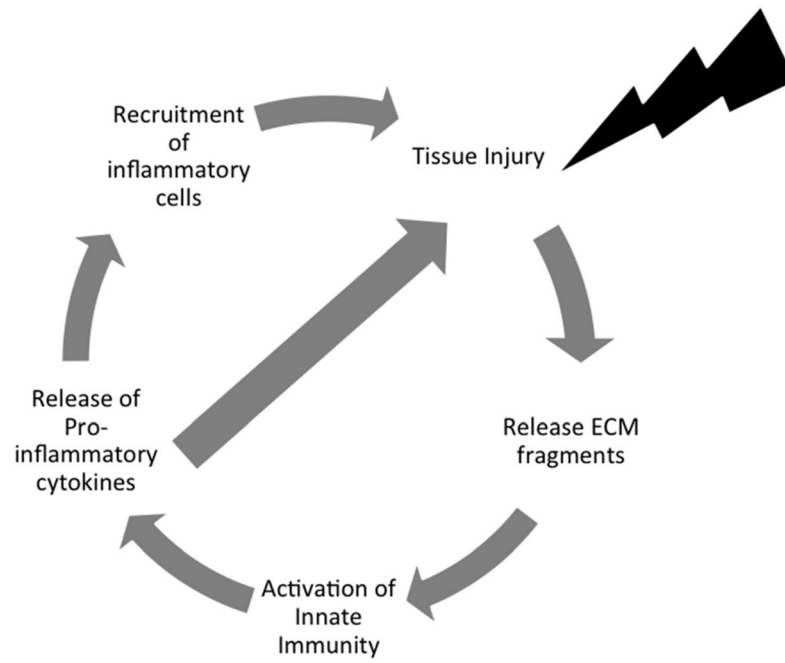 Recruitment
of
inflammatory
cells
Tissue Injury
Release ECM
fragments
Activation of
Innate
Immunity
Release of
Pro-
inflammatory
cytokines